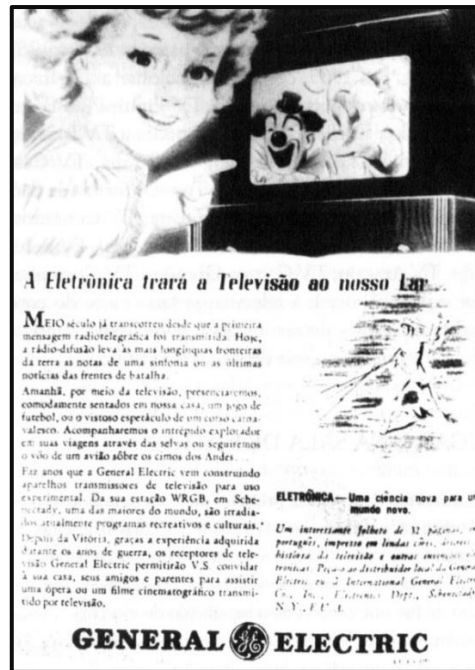 A Eletrônica trará a Televisão ao nosso Lar
MEIO século já transcorreu desde que a primeira
mensagem radiotelegráfica foi transmitida. Hoje,
a rádio-difusão leva às mais longínquas fronteiras
da terra as notas de uma sinfonia ou as últimas
notícias das frentes de batalha.
Amanhã, por meio da televisão, presenciaremos,
comodamente sentados em nossa casa, um jogo de
futebol, ou o vistoso espetáculo de um corso carna-
valesco. Acompanharemos o intrépido explorador
em suas viagens através das selvas ou seguiremos
o vôo de um avião sôbre os cimos dos Andes...
Faz anos que a General Electric vem construindo
aparelhos transmissores de televisão para uso
experimental. Da sua estação WRGB, em Sche-
nectady, uma das maiores do mundo, são irradia-
dos atualmente programas recreativos e culturais.
Depois da Vitória, graças a experiência adquirida
durante os anos de guerra, os receptores de tele-
visão General Electric permitirão V.S. convidar
à sua casa, seus amigos e parentes para assistir
uma ópera ou um filme cinematográfico transmi-
tido por televisão.
ELETRÔNICA — Uma ciência nova para um
mundo novo.
Um interessante folheto de 32 páginas, em
português, impresso em lindas côres,
história da televisão e outras
trônicas. Peça-o ao distribuidor local da General
Electric ou à International General Electric
Co., Inc., Electronics Dept., Schenectady,
N.Y., E.U.A.
GENERAL GE ELECTRIC